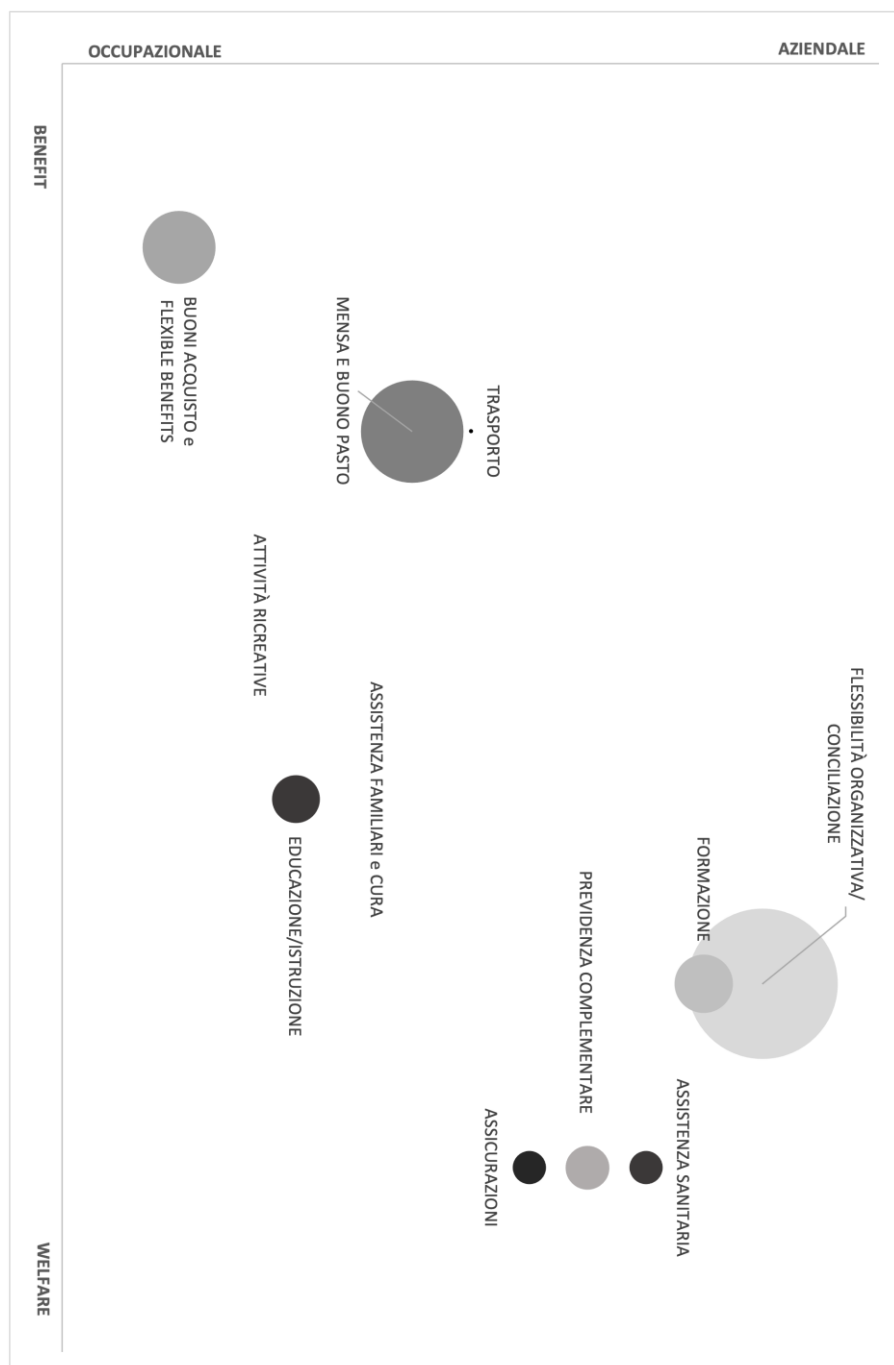 OCCUPAZIONALE
AZIENDALE
BENEFIT
BUONI ACQUISTO e
FLEXIBLE BENEFITS
MENSA E BUONO PASTO
TRASPORTO
ATTIVITÀ RICREATIVE
ASSISTENZA FAMILIARI e CURA
EDUCAZIONE/ISTRUZIONE
FLESSIBILITÀ ORGANIZZATIVA/
CONCILIAZIONE
FORMAZIONE
PREVIDENZA COMPLEMENTARE
ASSISTENZA SANITARIA
ASSICURAZIONI
WELFARE